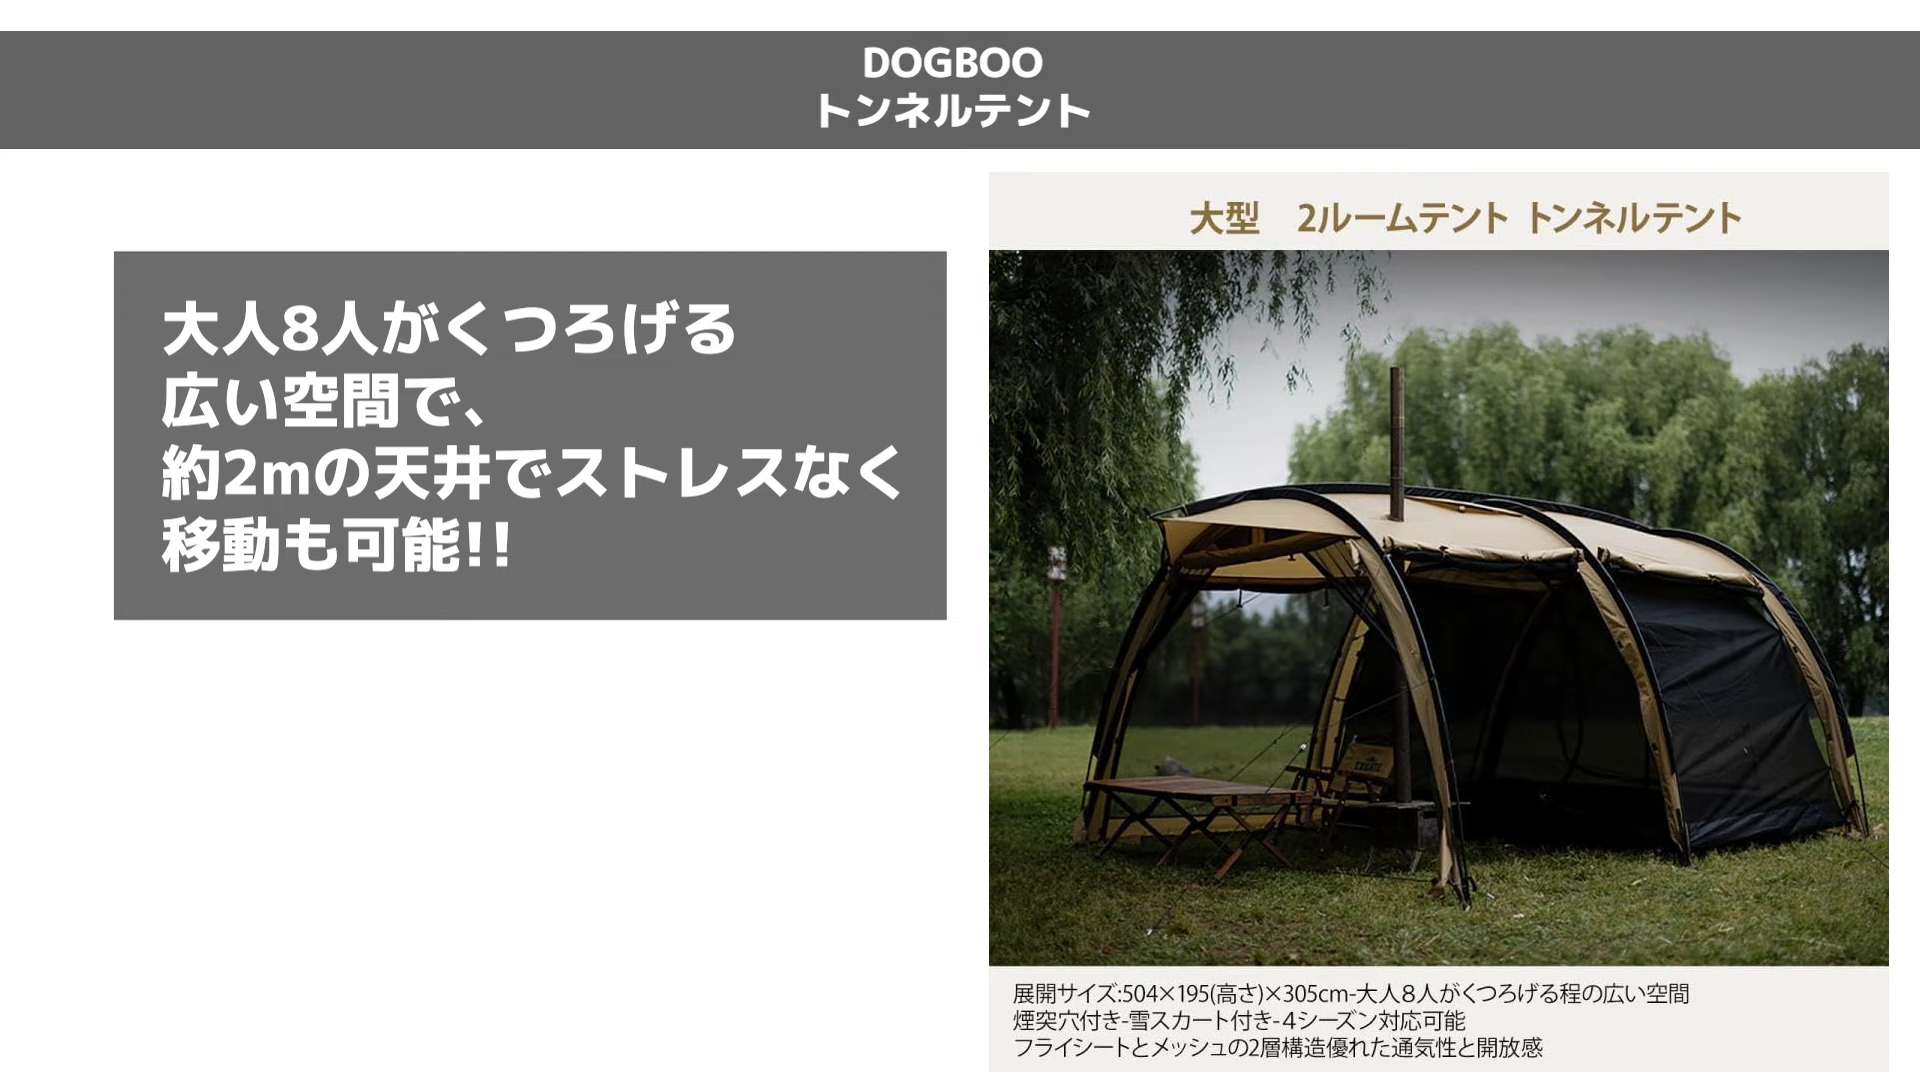 DOGBOO
トンネルテント
大人8人がくつろげる
広い空間で、
約2mの天井でストレスなく
移動も可能!!
大型　2ルームテント トンネルテント
展開サイズ:504×195(高さ)×305cm-大人8人がくつろげる程の広い空間
煙突穴付き-雪スカート付き-4シーズン対応可能
フライシートとメッシュの2層構造優れた通気性と開放感